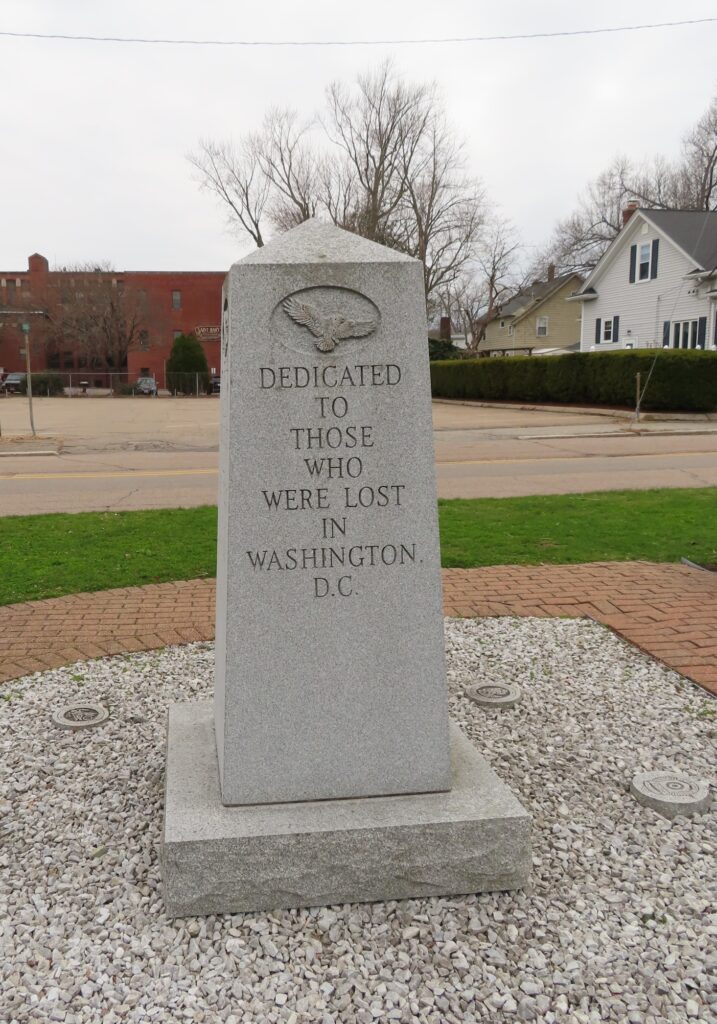 DEDICATED
TO
THOSE
WHO
WERE LOST
IN
WASHINGTON,
D.C.